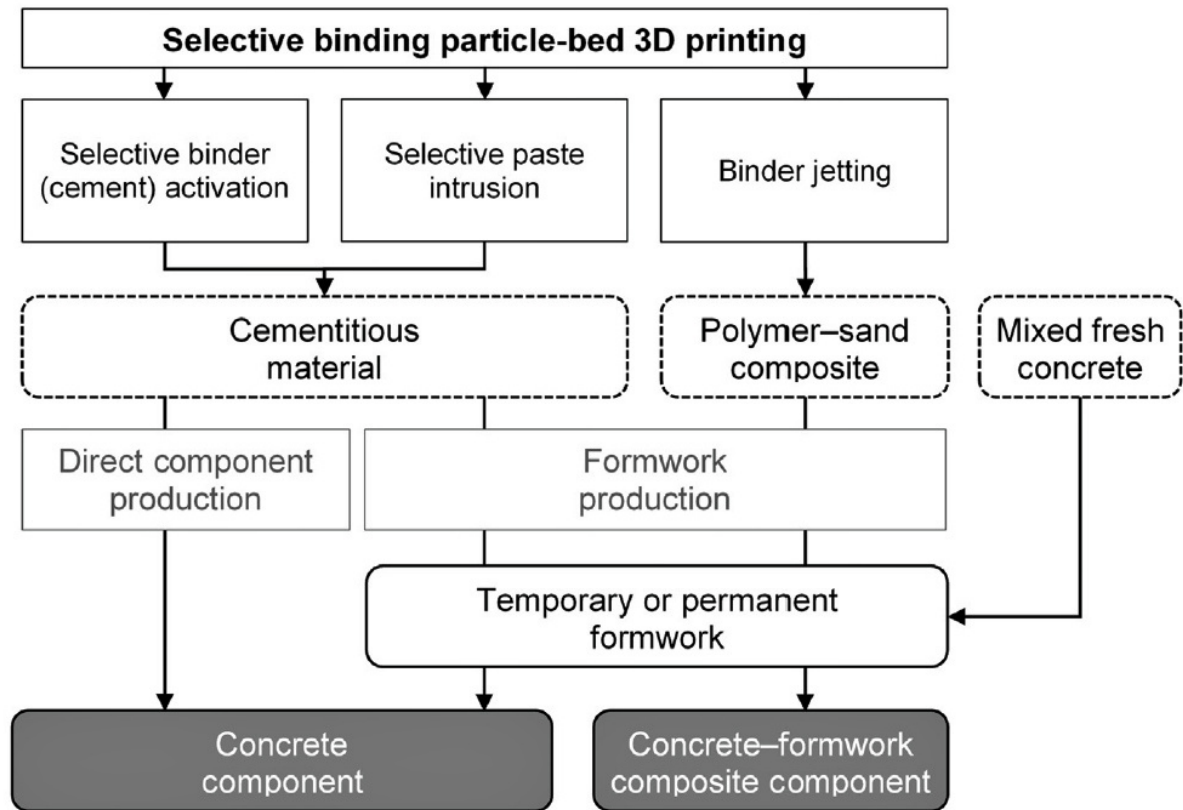 Selective binding particle-bed 3D printing
Selective binder
(cement) activation
Selective paste
intrusion
Binder jetting
Cementitious
material
Polymer–sand
composite
Mixed fresh
concrete
Direct component
production
Formwork
production
Temporary or permanent
formwork
Concrete
component
Concrete–formwork
composite component